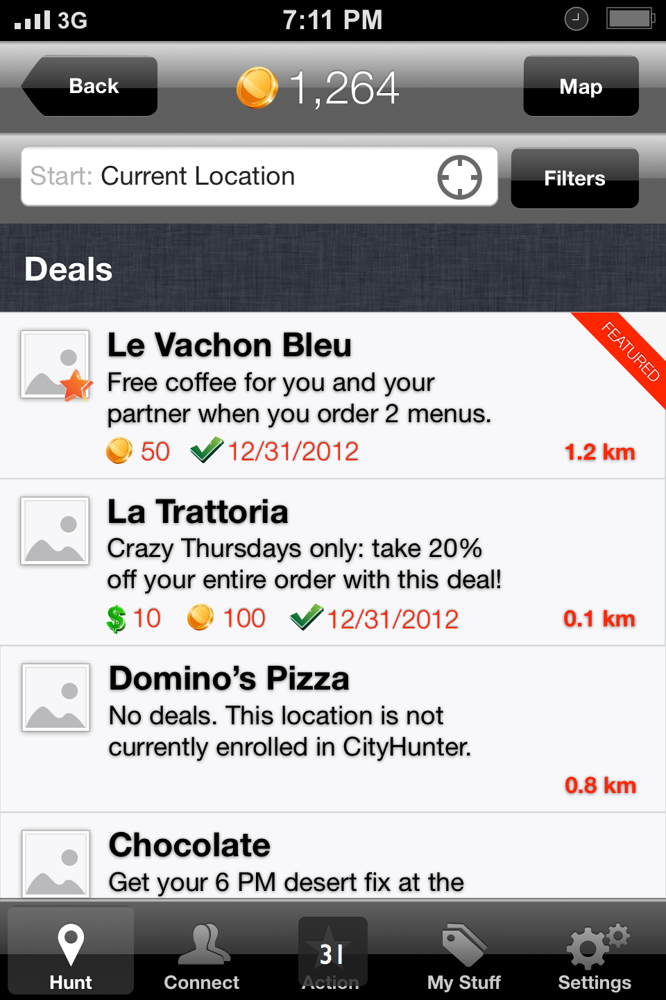 3G 7:11 PM
Back 1,264 Map
Start: Current Location Filters
Deals
Le Vachon Bleu
FEATURED
Free coffee for you and your
partner when you order 2 menus.
50 12/31/2012 1.2 km
La Trattoria
Crazy Thursdays only: take 20%
off your entire order with this deal!
$ 10 100 12/31/2012 0.1 km
Domino’s Pizza
No deals. This location is not
currently enrolled in CityHunter.
0.8 km
Chocolate
Get your 6 PM desert fix at the
31
Hunt Connect Action My Stuff Settings